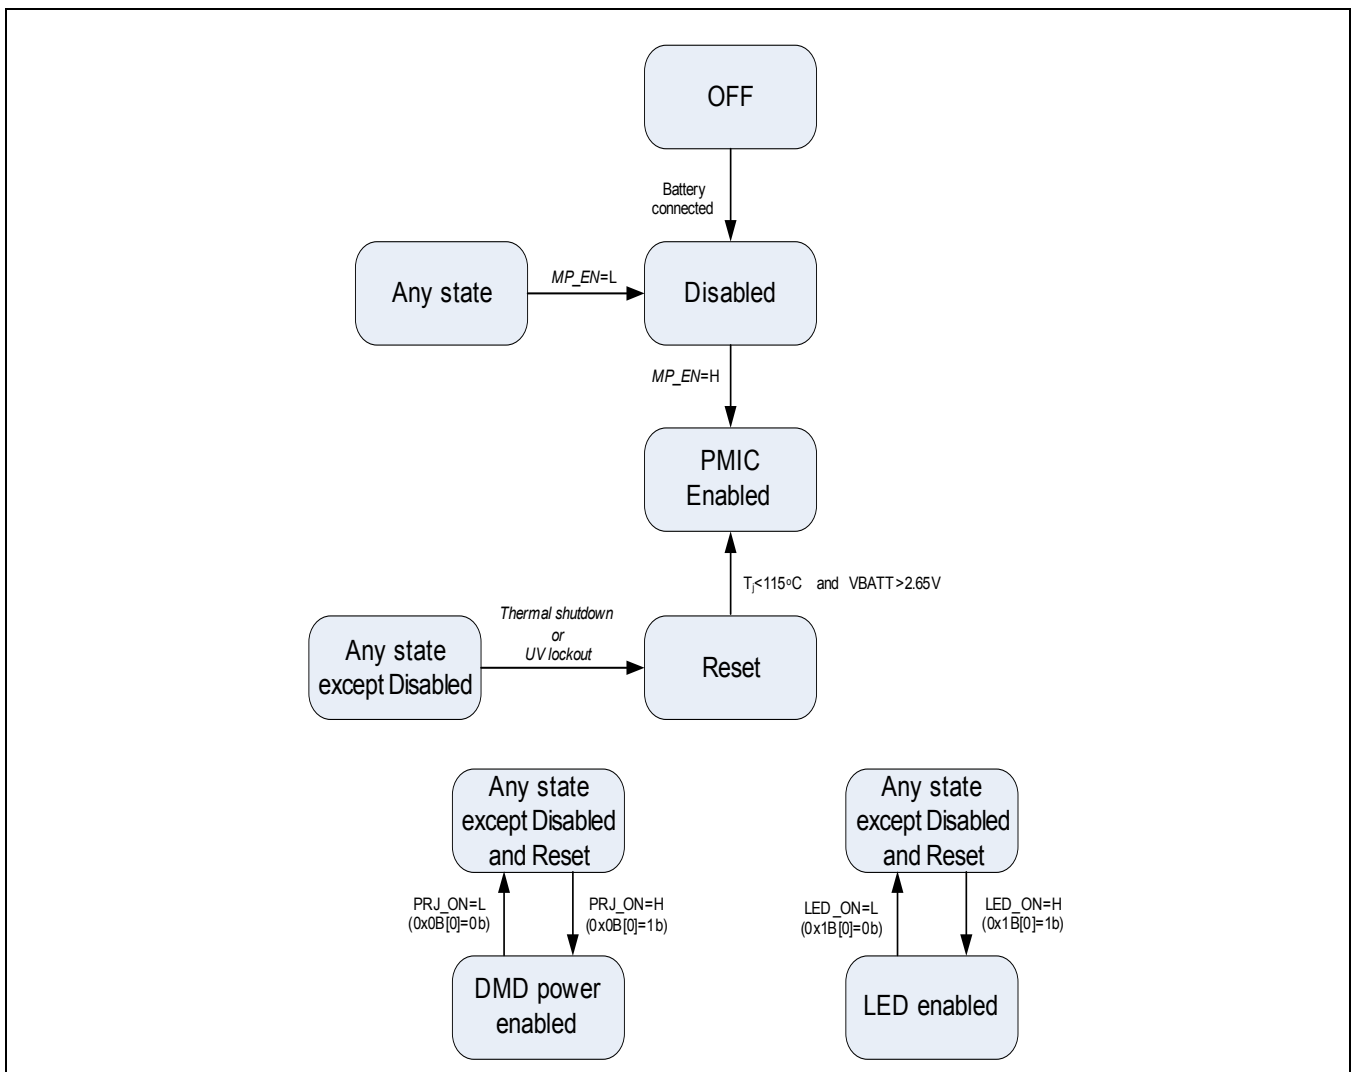 OFF
Battery
connected
Any state
MP_EN=L
Disabled
MP_EN=H
PMIC
Enabled
Tj<115°C and VBATT>2.65V
Thermal shutdown
or
UV lockout
Any state
except Disabled
Reset
Any state
except Disabled
and Reset
PRJ_ON=L
(0x0B[0]=0b)
PRJ_ON=H
(0x0B[0]=1b)
DMD power
enabled
Any state
except Disabled
and Reset
LED_ON=L
(0x1B[0]=0b)
LED_ON=H
(0x1B[0]=1b)
LED enabled